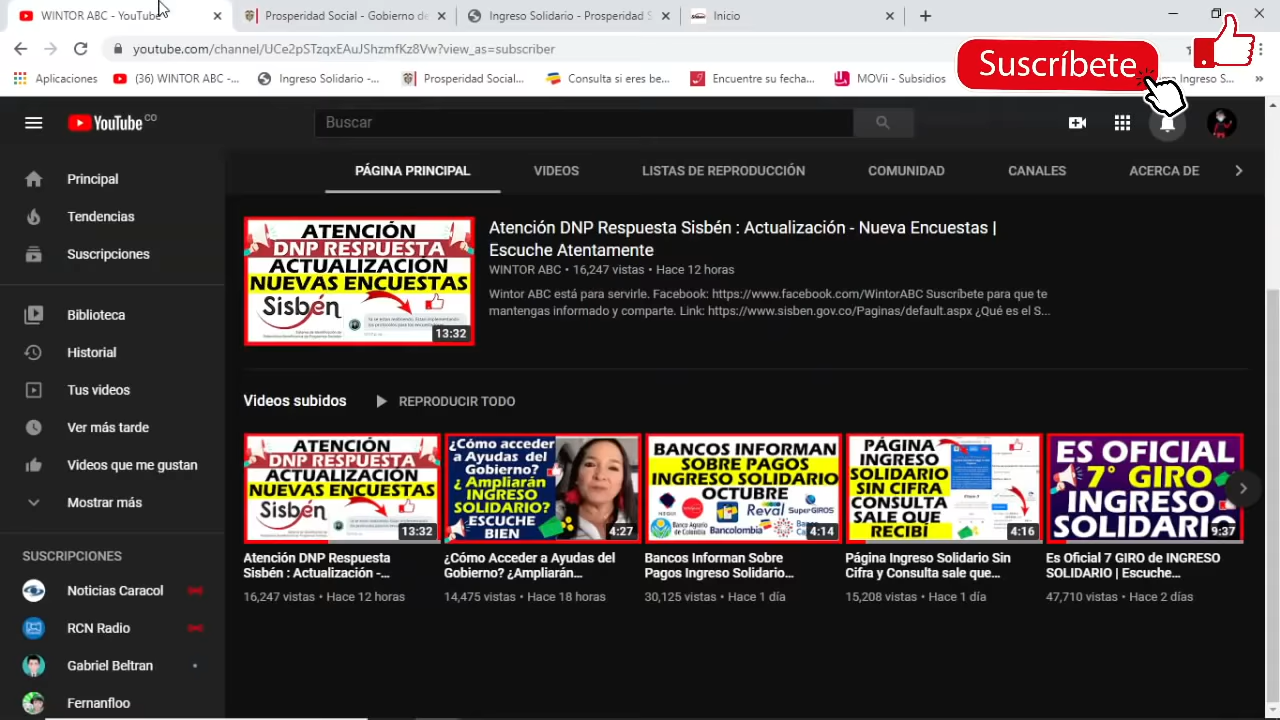 WINTOR ABC - YouTube
Prosperidad Social - Gobierno de
Ingreso Solidario - Prosperidad S
Inicio
youtube.com/channel/UCe2pSTzqxEAuJShzmfKz8Vw?view_as=subscriber
Suscríbete
Aplicaciones
(36) WINTOR ABC -...
Ingreso Solidario -...
Prosperidad Social...
Consulta si eres be...
Encuentre su fecha...
MOVii - Subsidios
Ingreso S...
YouTube CO
Buscar
PÁGINA PRINCIPAL
VIDEOS
LISTAS DE REPRODUCCIÓN
COMUNIDAD
CANALES
ACERCA DE
Principal
Tendencias
Suscripciones
Biblioteca
Historial
Tus videos
Ver más tarde
Videos que me gustan
Mostrar más
SUSCRIPCIONES
Noticias Caracol
RCN Radio
Gabriel Beltran
Fernanfloo
ATENCIÓN
DNP RESPUESTA
ACTUALIZACIÓN
NUEVAS ENCUESTAS
Sisbén
13:32
Atención DNP Respuesta Sisbén : Actualización - Nueva Encuestas |
Escuche Atentamente
WINTOR ABC • 16,247 vistas • Hace 12 horas
Wintor ABC está para servirle. Facebook: https://www.facebook.com/WintorABC Suscríbete para que te
mantengas informado y comparte. Link: https://www.sisben.gov.co/Paginas/default.aspx ¿Qué es el S...
Videos subidos
REPRODUCIR TODO
ATENCIÓN
DNP RESPUESTA
ACTUALIZACIÓN
NUEVAS ENCUESTAS
Sisbén
13:32
Atención DNP Respuesta
Sisbén : Actualización -...
16,247 vistas • Hace 12 horas
¿Cómo acceder
a Ayudas del
Gobierno?
¿Ampliarán
INGRESO
SOLIDARIO?
ESCUCHE
BIEN
4:27
¿Cómo Acceder a Ayudas del
Gobierno? ¿Ampliarán...
14,475 vistas • Hace 18 horas
BANCOS INFORMAN
SOBRE PAGOS
INGRESO SOLIDARIO
OCTUBRE
Reval
SuperGIROS
Banco Agrario
de Colombia
Bancolombia
4:14
Bancos Informan Sobre
Pagos Ingreso Solidario...
30,125 vistas • Hace 1 día
PÁGINA
INGRESO
SOLIDARIO
SIN CIFRA
CONSULTA
SALE QUE
RECIBÍ
4:16
Página Ingreso Solidario Sin
Cifra y Consulta sale que...
15,208 vistas • Hace 1 día
ES OFICIAL
7° GIRO
INGRESO
SOLIDARIO
9:37
Es Oficial 7 GIRO de INGRESO
SOLIDARIO | Escuche...
47,710 vistas • Hace 2 días